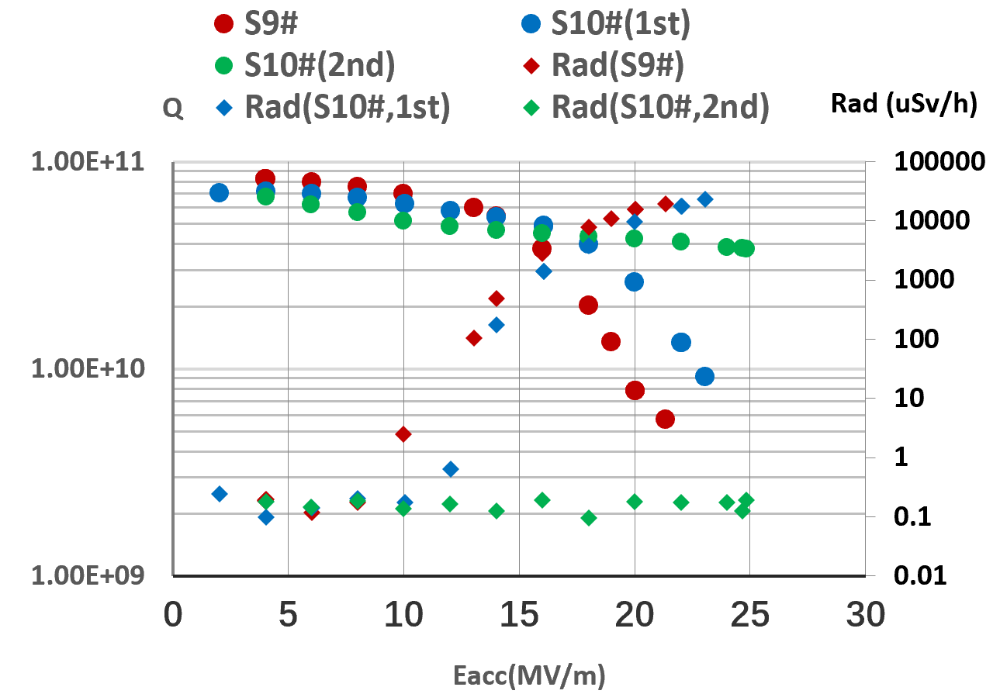 S9# S10#(1st)
S10#(2nd) Rad(S9#)
Q Rad(S10#,1st) Rad(S10#,2nd) Rad (uSv/h)
1.00E+11 100000
10000
1000
100
1.00E+10
10
1
0.1
1.00E+09 0.01
0 5 10 15 20 25 30
Eacc(MV/m)